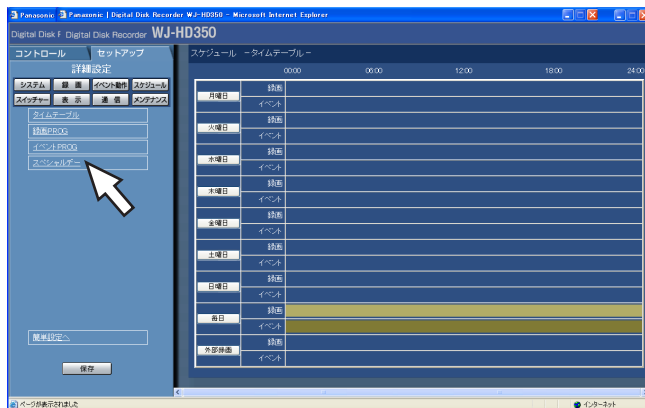 Panasonic Panasonic | Digital Disk Recorder WJ-HD350 - Microsoft Internet Explorer
Digital Disk F Digital Disk Recorder WJ-HD350
コントロール セットアップ
詳細設定
システム 録 画 イベント動作 スケジュール
スイッチャー 表 示 通 信 メンテナンス
タイムテーブル
録画PROG
イベントPROG
スペシャルデー
簡単設定へ
保存
スケジュール －タイムテーブル－
00:00 06:00 12:00 18:00 24:00
月曜日 録画
イベント
火曜日 録画
イベント
水曜日 録画
イベント
木曜日 録画
イベント
金曜日 録画
イベント
土曜日 録画
イベント
日曜日 録画
イベント
毎日 録画
イベント
外部録画 録画
イベント
ページが表示されました インターネット